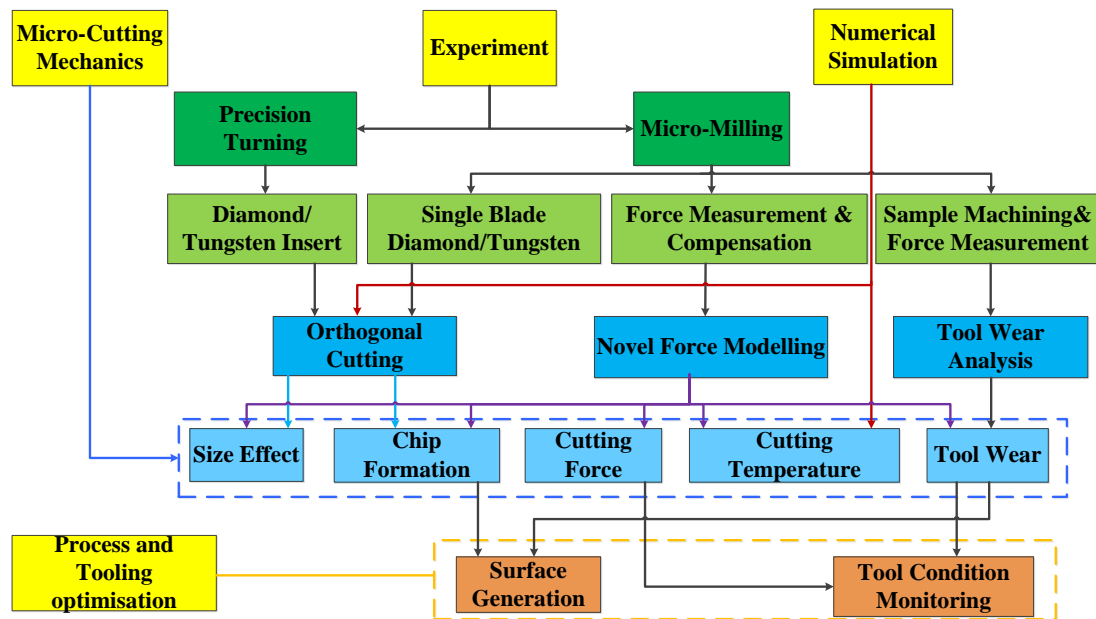 Micro-Cutting
Mechanics
Experiment
Numerical
Simulation
Precision
Turning
Micro-Milling
Diamond/
Tungsten Insert
Single Blade
Diamond/Tungsten
Force Measurement &
Compensation
Sample Machining&
Force Measurement
Orthogonal
Cutting
Novel Force Modelling
Tool Wear
Analysis
Size Effect
Chip
Formation
Cutting
Force
Cutting
Temperature
Tool Wear
Process and
Tooling
optimisation
Surface
Generation
Tool Condition
Monitoring